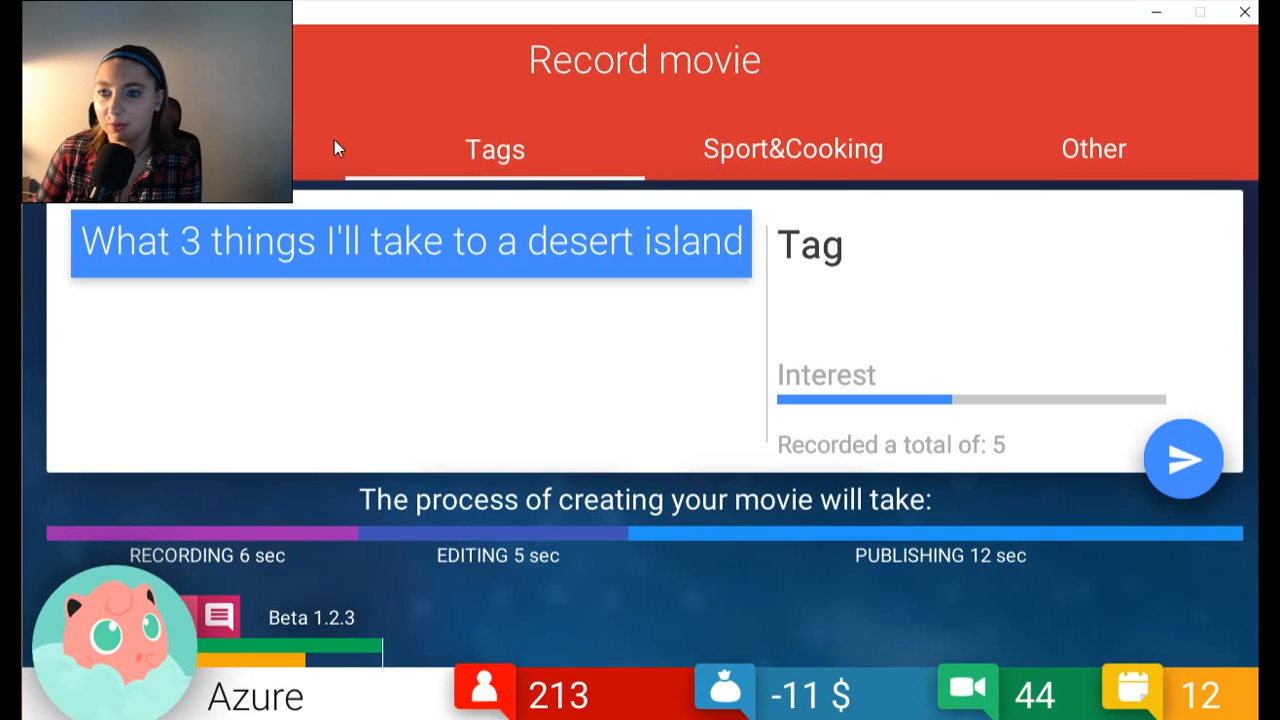 Record movie
Tags
Sport&Cooking
Other
What 3 things I'll take to a desert island
Tag
Interest
Recorded a total of: 5
The process of creating your movie will take:
RECORDING 6 sec
EDITING 5 sec
PUBLISHING 12 sec
Beta 1.2.3
Azure
213
-11 $
44
12